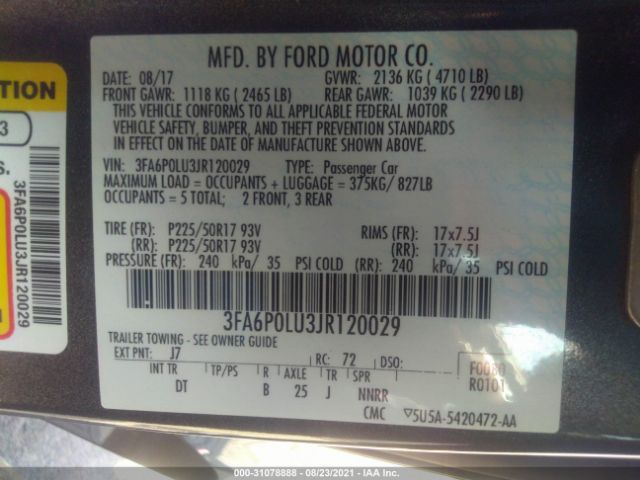 MFD. BY FORD MOTOR CO.
DATE: 08/17 GVWR: 2136 KG ( 4710 LB)
FRONT GAWR: 1118 KG ( 2465 LB) REAR GAWR: 1039 KG ( 2290 LB)
THIS VEHICLE CONFORMS TO ALL APPLICABLE FEDERAL MOTOR
VEHICLE SAFETY, BUMPER, AND THEFT PREVENTION STANDARDS
IN EFFECT ON THE DATE OF MANUFACTURE SHOWN ABOVE.
VIN: 3FA6P0LU3JR120029 TYPE: Passenger Car
MAXIMUM LOAD = OCCUPANTS + LUGGAGE = 375KG/ 827LB
OCCUPANTS = 5 TOTAL; 2 FRONT, 3 REAR
TIRE (FR): P225/50R17 93V RIMS (FR): 17x7.5J
(RR): P225/50R17 93V (RR): 17x7.5J
PRESSURE (FR): 240 kPa/ 35 PSI COLD (RR): 240 kPa/ 35 PSI COLD
3FA6P0LU3JR120029
TRAILER TOWING - SEE OWNER GUIDE
EXT PNT: J7 RC: 72 DSO: F0080
INT TR TP/PS R AXLE TR SPR R0101
DT B 25 J NNRR
CMC ▽5U5A-5420472-AA
TION
3
S.
3FA6P0LU3JR120029
000-31078888 - 08/23/2021 - IAA Inc.